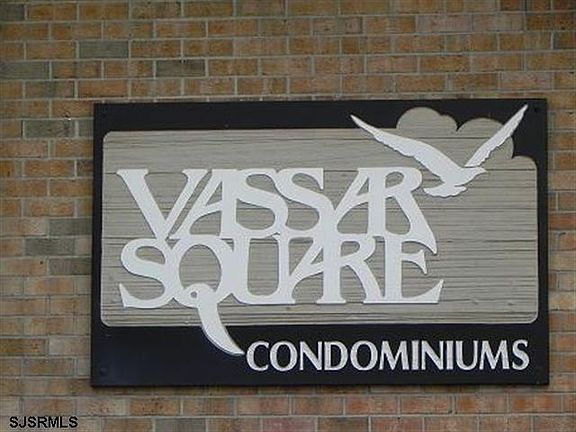 VASSAR
SQUARE
CONDOMINIUMS
SJSRMLS